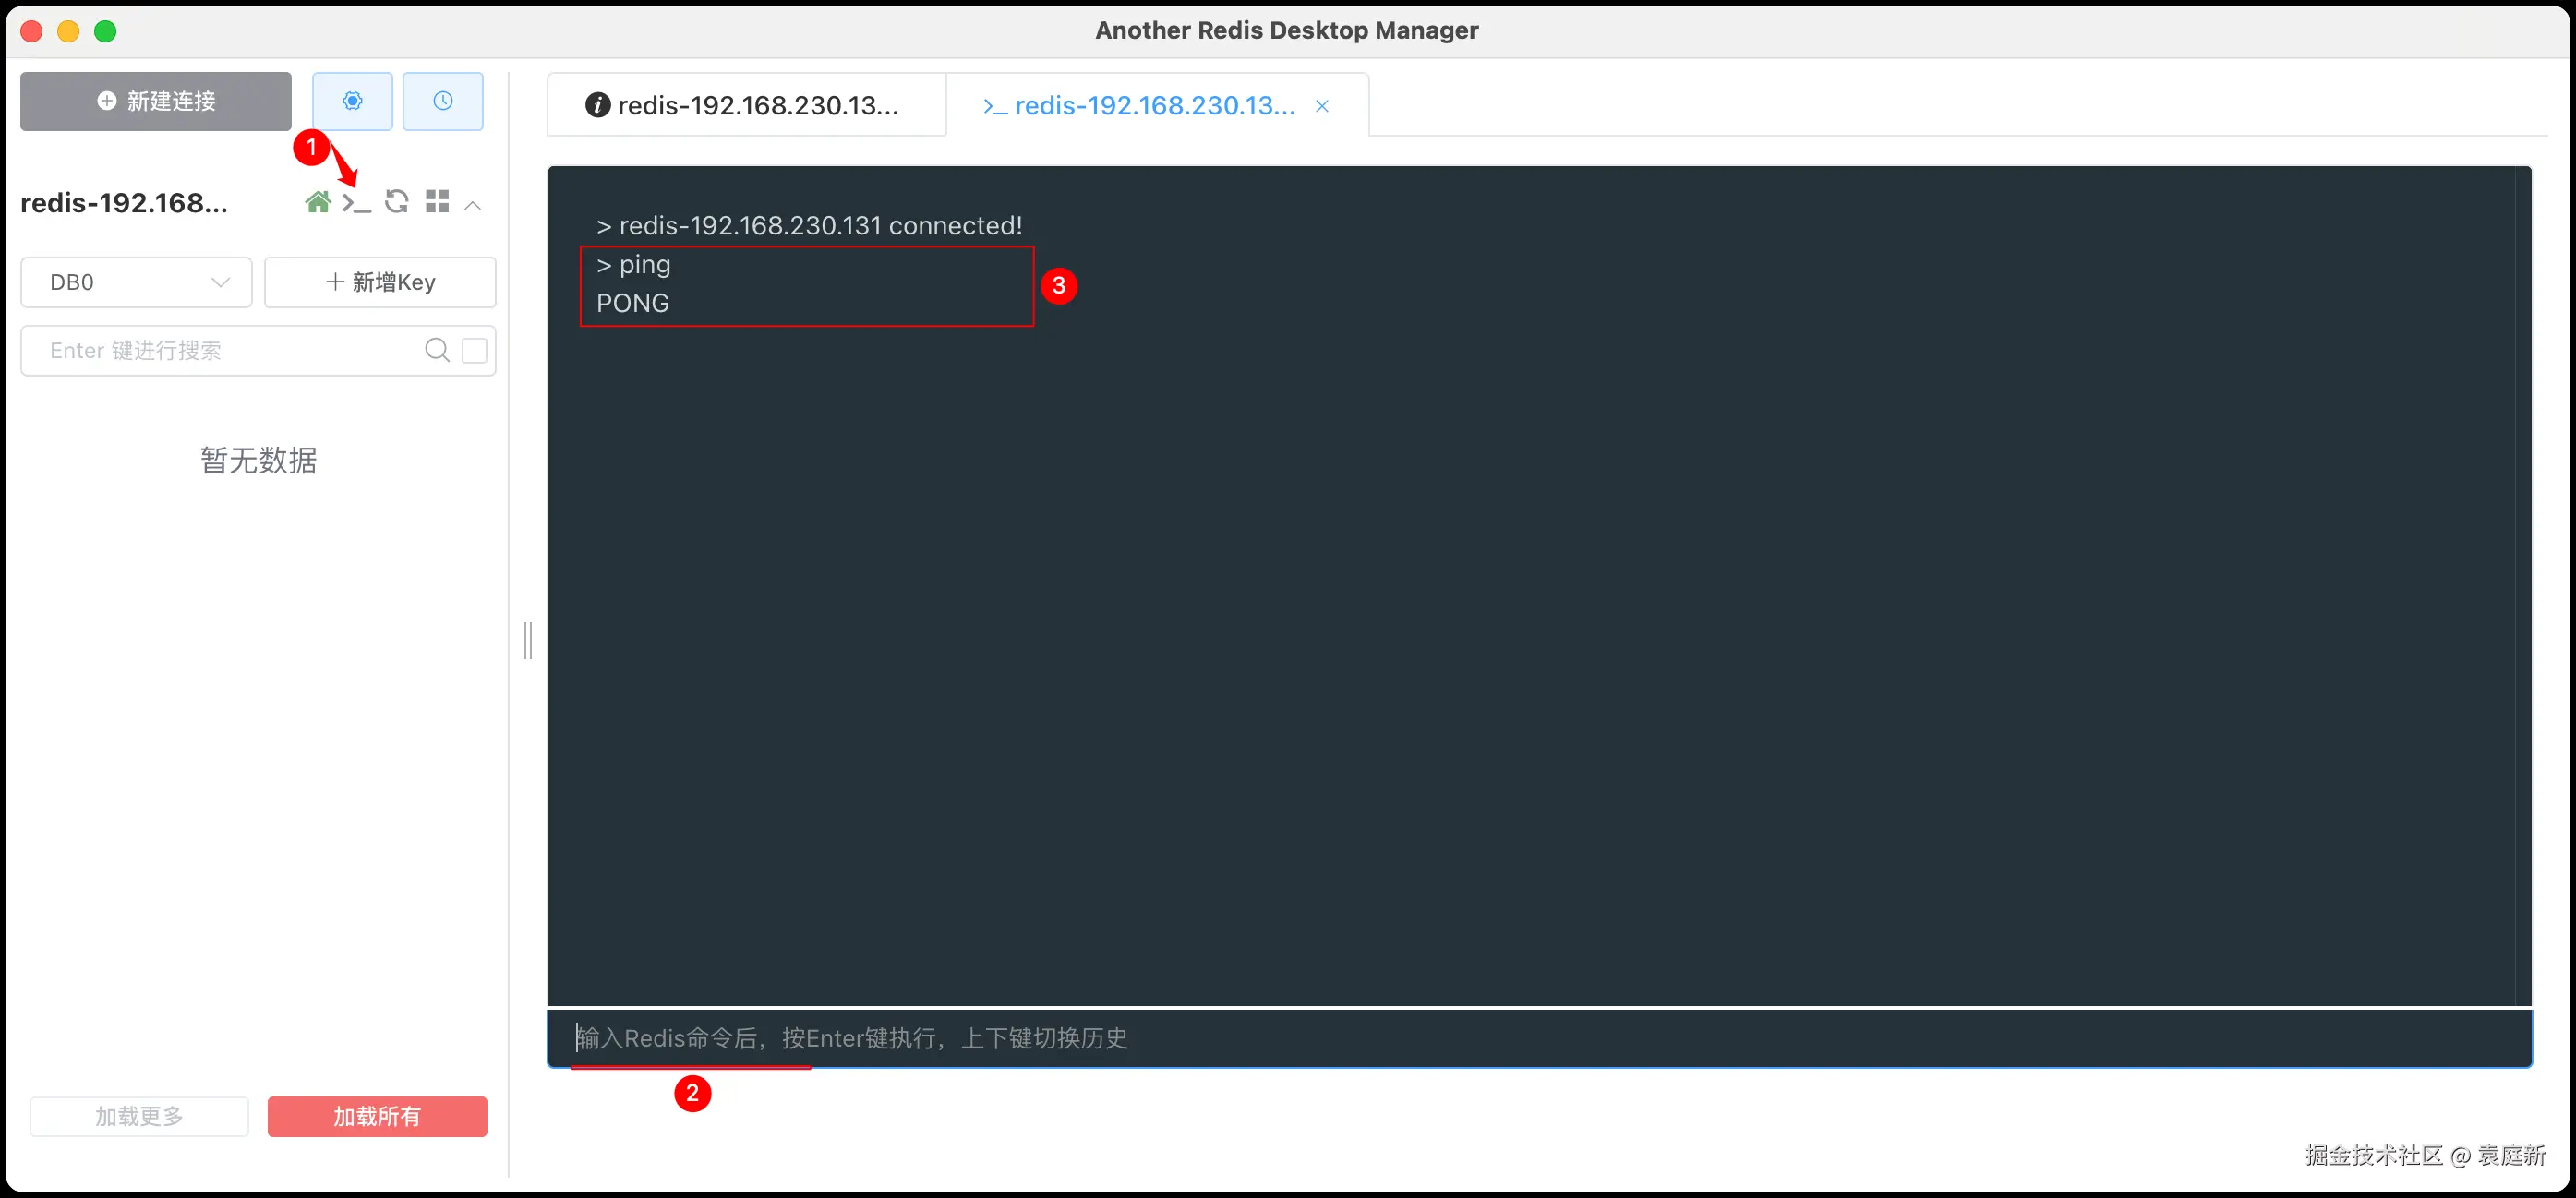 Another Redis Desktop Manager
新建连接
redis-192.168.230.13...
>_ redis-192.168.230.13...
1
redis-192.168...
DB0
新增Key
Enter 键进行搜索
暂无数据
> redis-192.168.230.131 connected!
> ping
PONG
3
输入Redis命令后，按Enter键执行，上下键切换历史
2
加载更多
加载所有
掘金技术社区 @ 袁庭新